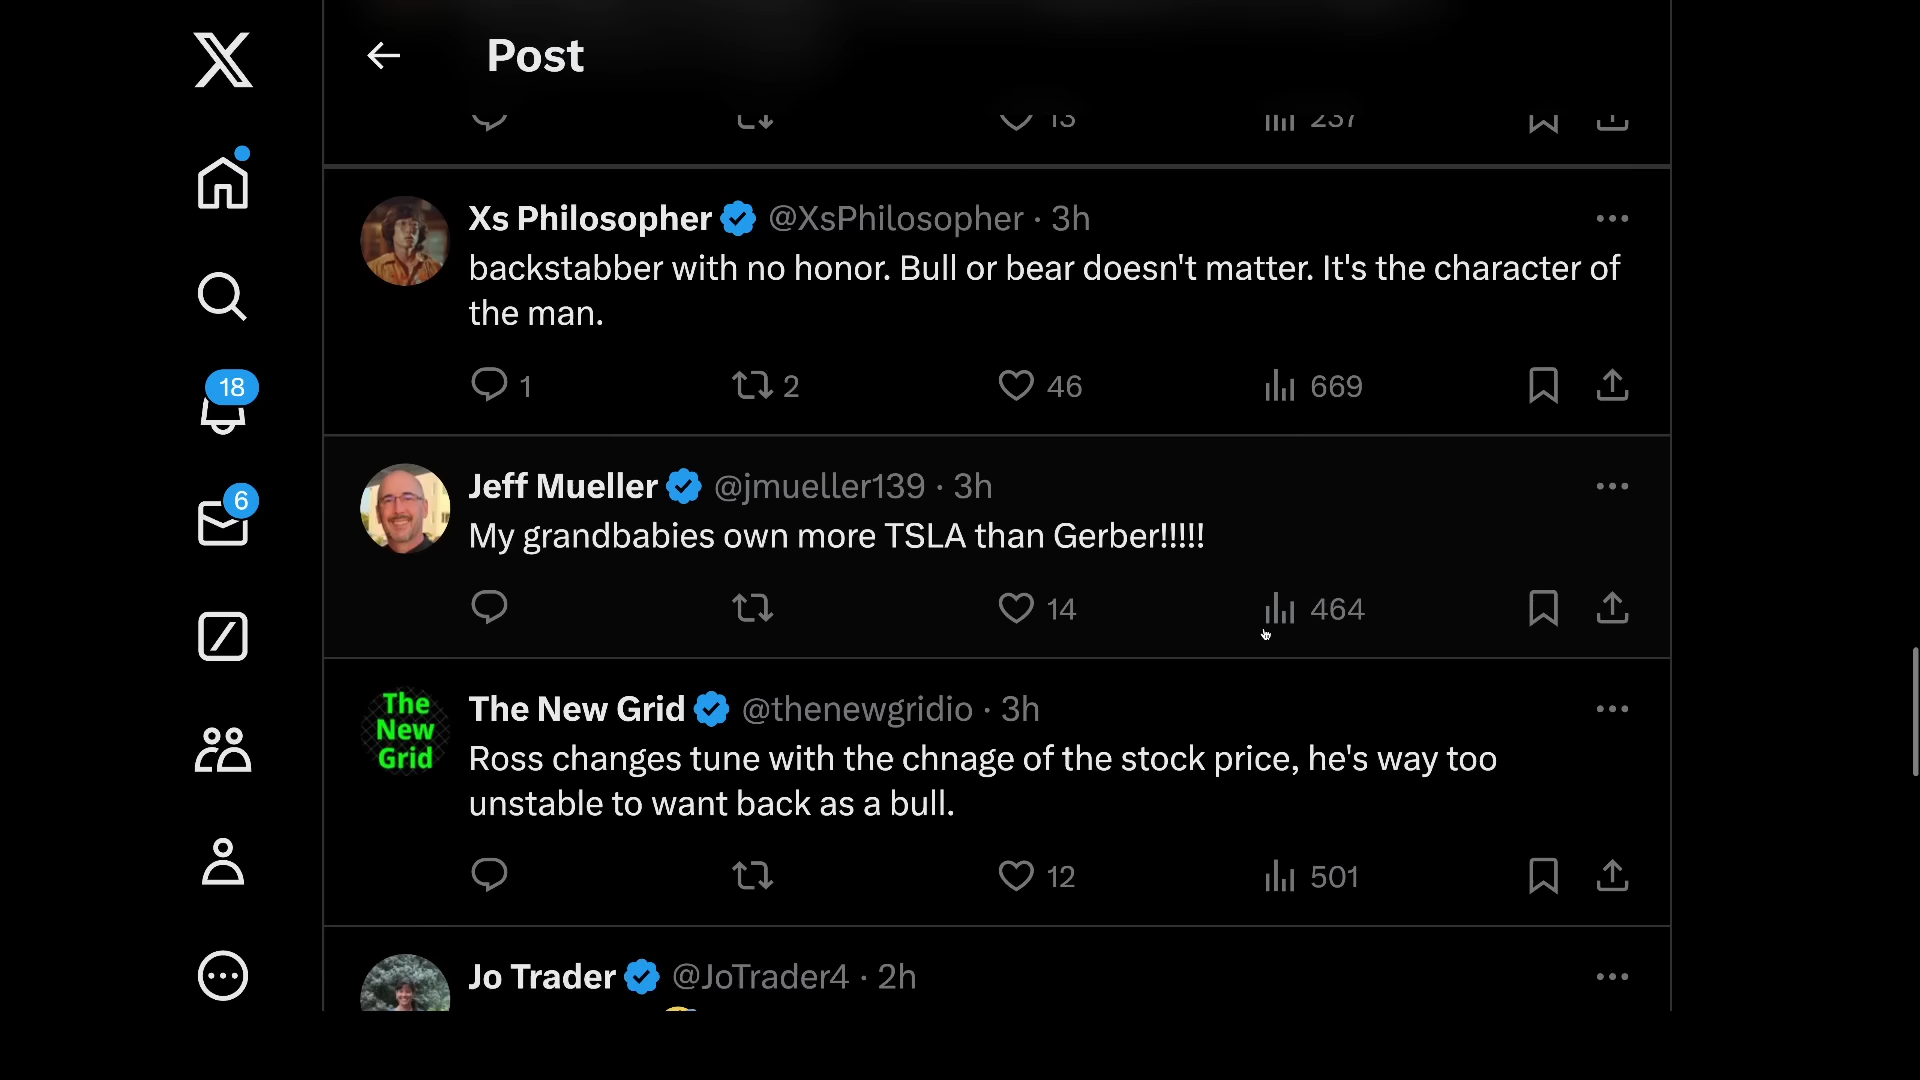 Post
13
237
Xs Philosopher @XsPhilosopher · 3h
backstabber with no honor. Bull or bear doesn't matter. It's the character of
the man.
1
2
46
669
18
6
Jeff Mueller @jmueller139 · 3h
My grandbabies own more TSLA than Gerber!!!!!
14
464
The New Grid
The New Grid @thenewgridio · 3h
Ross changes tune with the chnage of the stock price, he's way too
unstable to want back as a bull.
12
501
Jo Trader @JoTrader4 · 2h